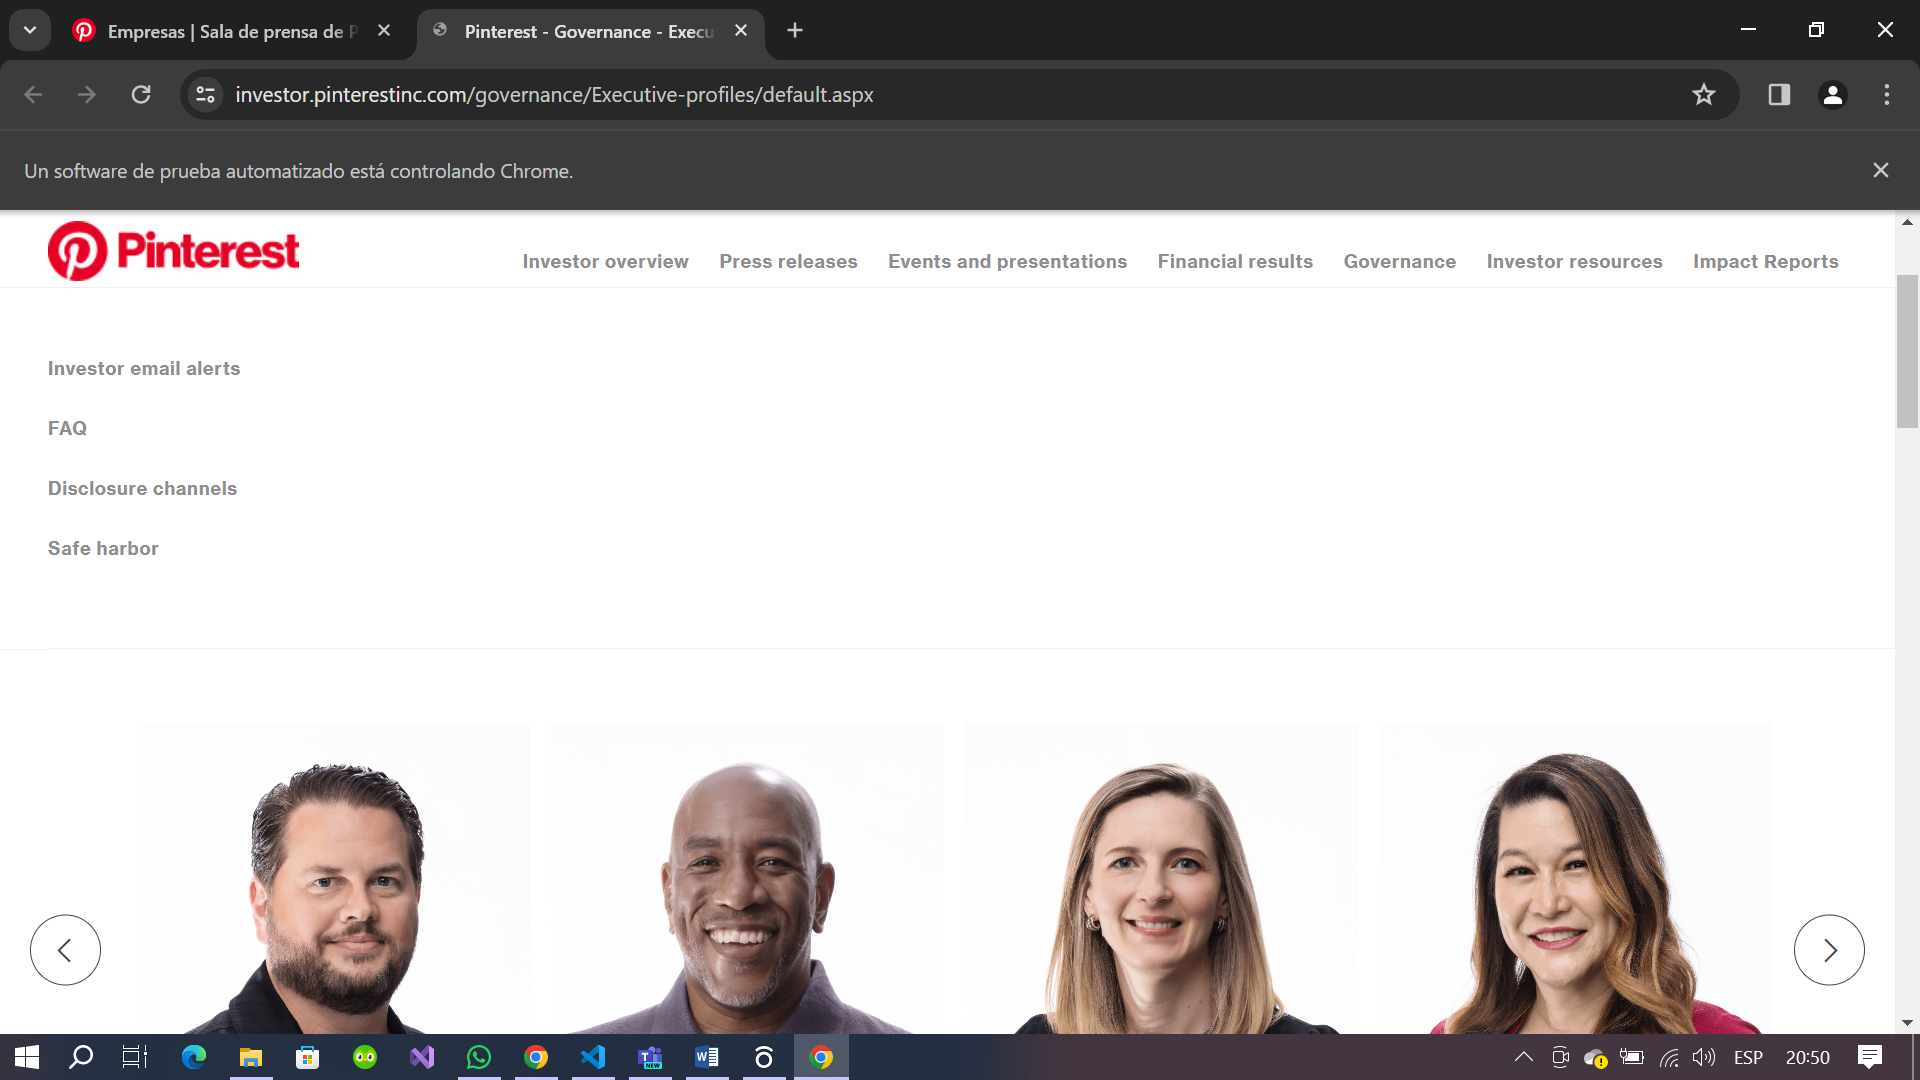 Empresas | Sala de prensa de P
Pinterest - Governance - Execu
investor.pinterestinc.com/governance/Executive-profiles/default.aspx
Un software de prueba automatizado está controlando Chrome.
Pinterest
Investor overview
Press releases
Events and presentations
Financial results
Governance
Investor resources
Impact Reports
Investor email alerts
FAQ
Disclosure channels
Safe harbor
NEW
ESP
20:50